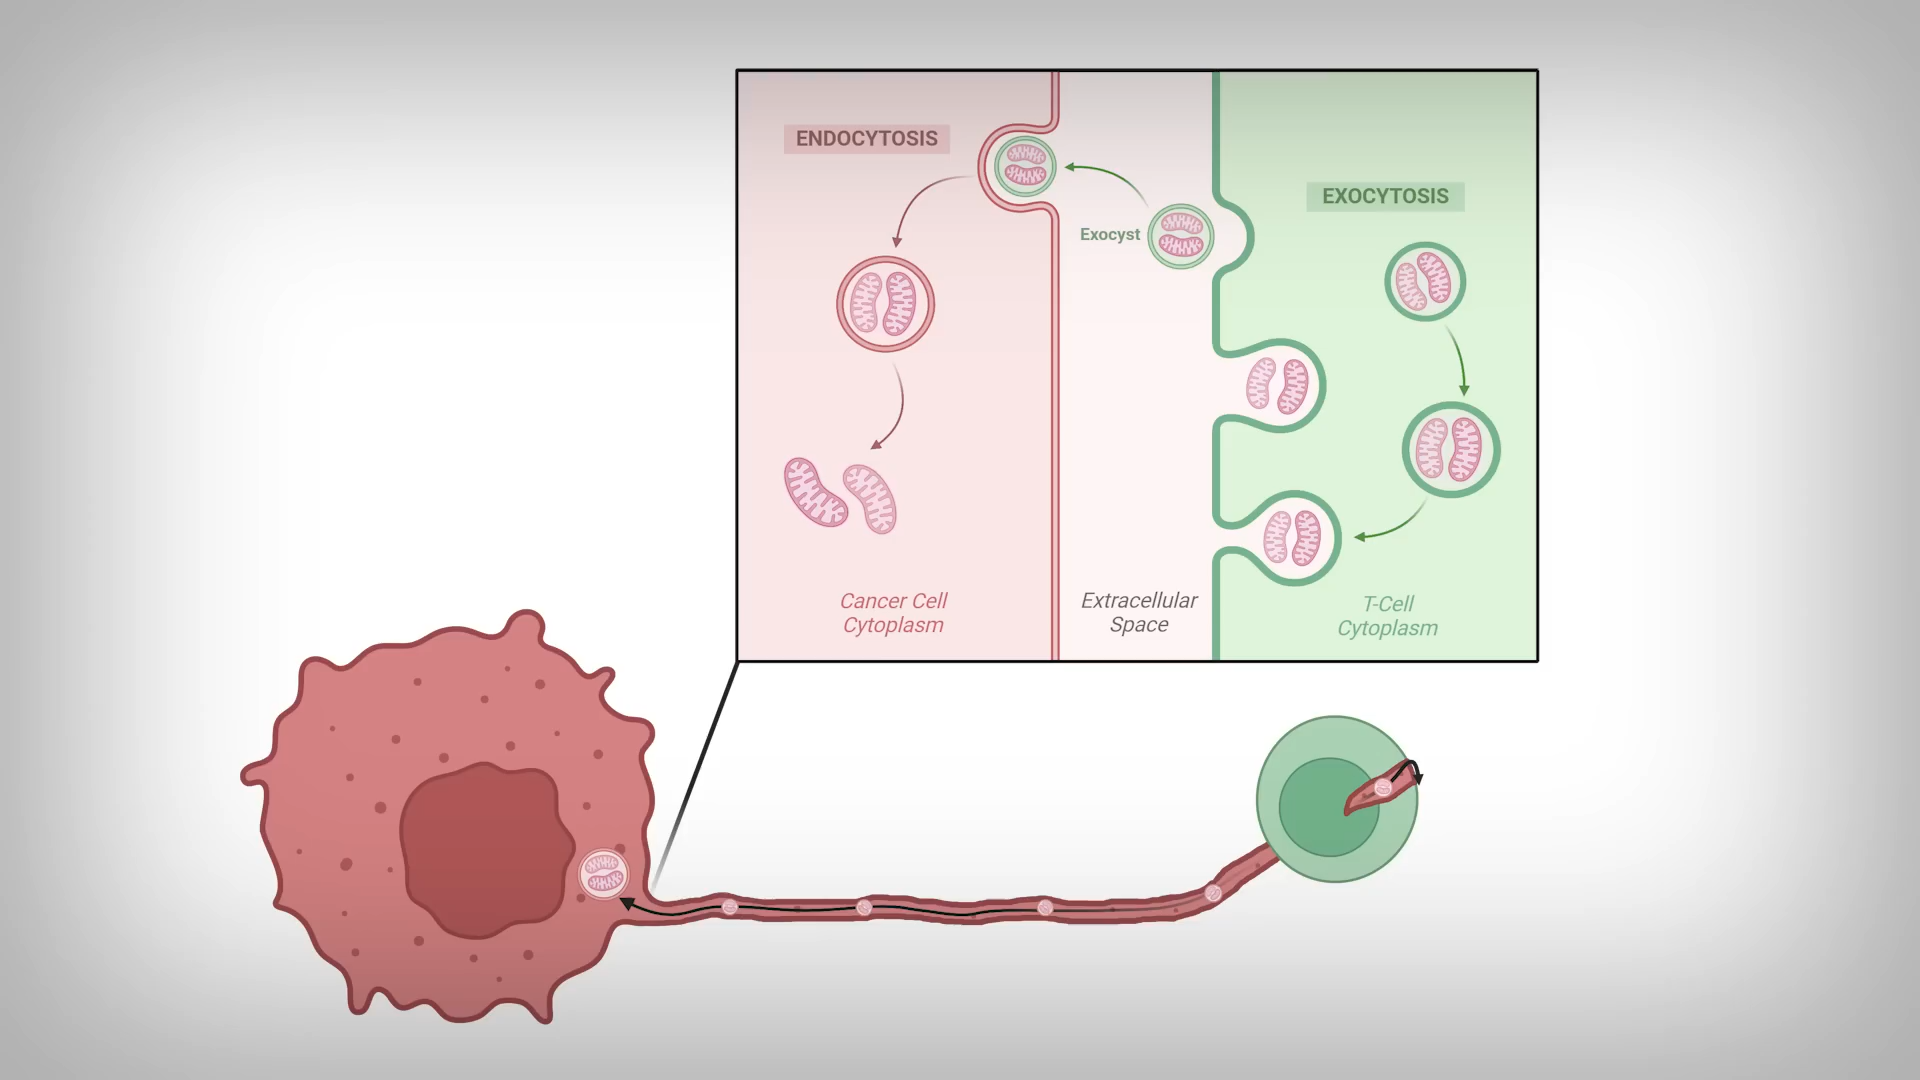 ENDOCYTOSIS
EXOCYTOSIS
Exocyst
Cancer Cell
Cytoplasm
Extracellular
Space
T-Cell
Cytoplasm